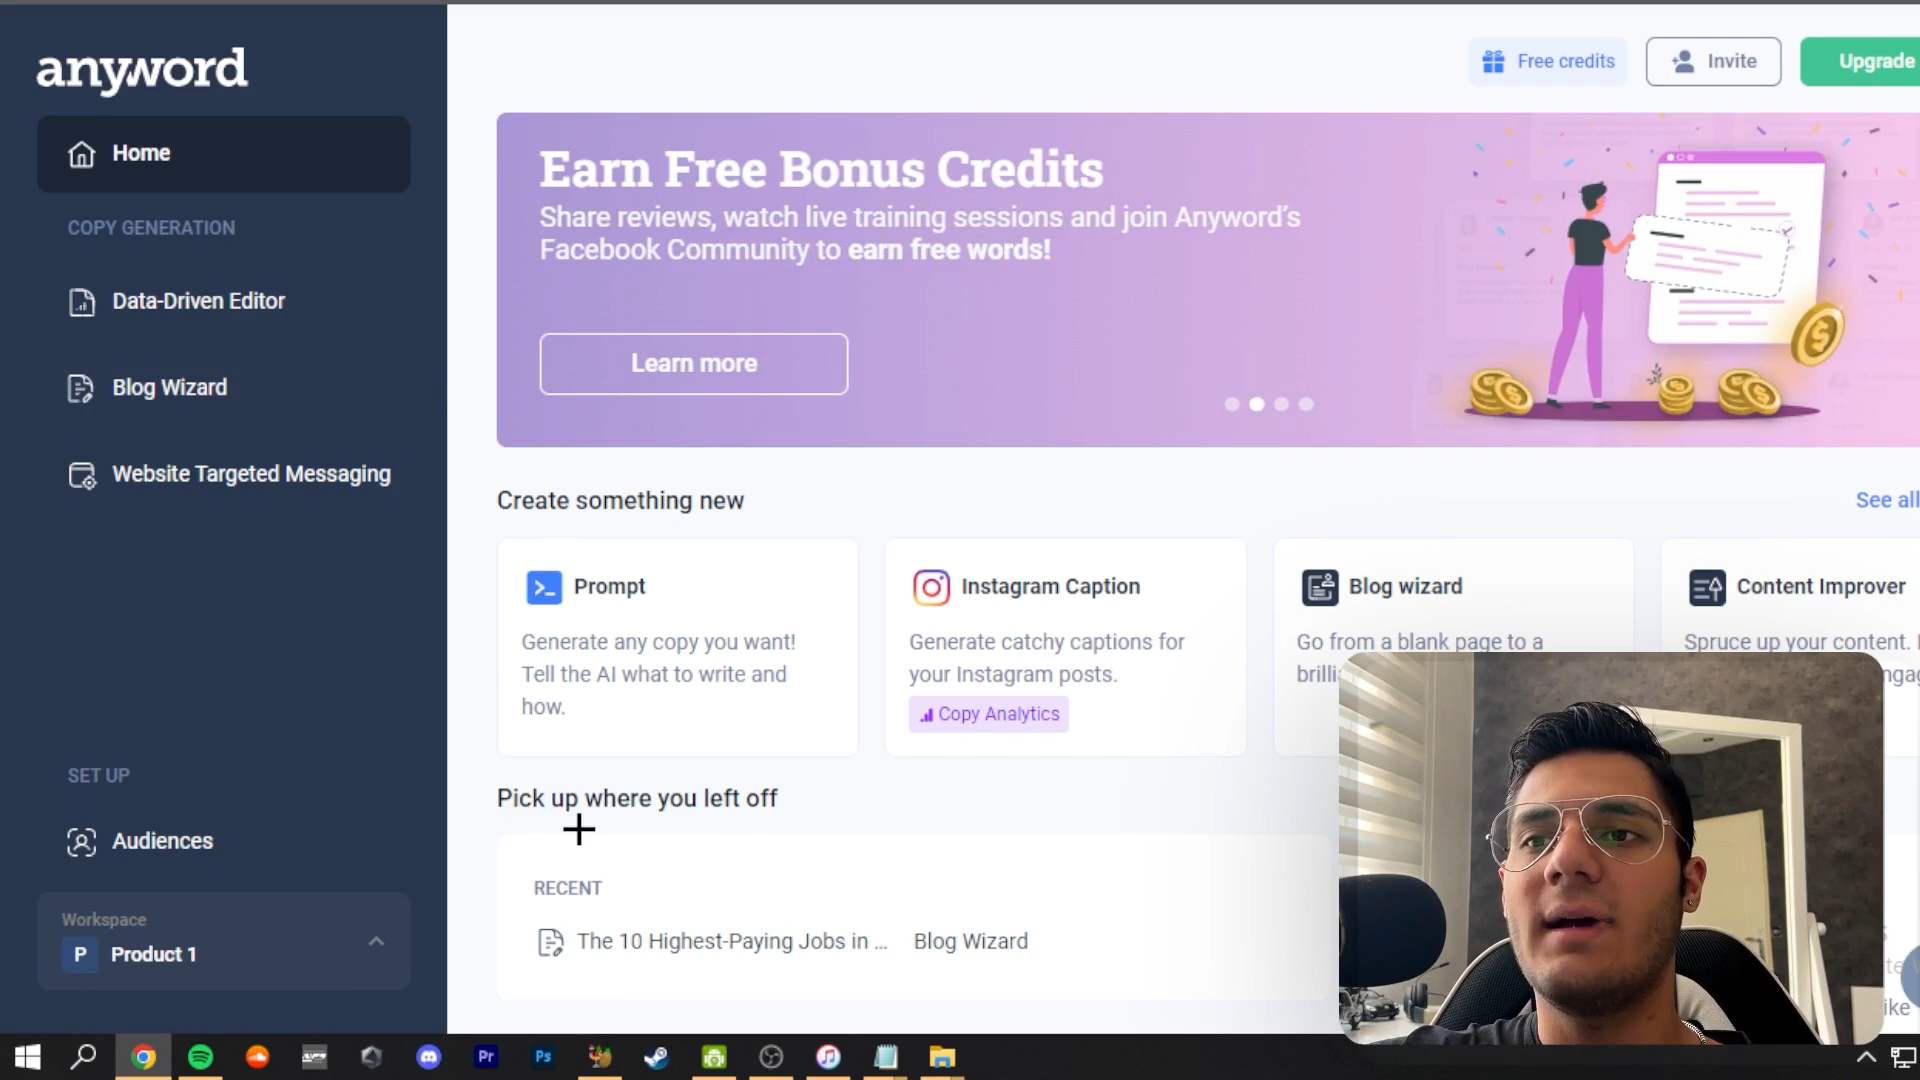 anyword
Home
COPY GENERATION
Data-Driven Editor
Blog Wizard
Website Targeted Messaging
SET UP
Audiences
Workspace
P Product 1
Free credits
Invite
Upgrade
Earn Free Bonus Credits
Share reviews, watch live training sessions and join Anyword's
Facebook Community to earn free words!
Learn more
Create something new
See all
Prompt
Generate any copy you want!
Tell the AI what to write and
how.
Instagram Caption
Generate catchy captions for
your Instagram posts.
Copy Analytics
Blog wizard
Go from a blank page to a
Content Improver
Spruce up your content.
Pick up where you left off
RECENT
The 10 Highest-Paying Jobs in ... Blog Wizard
Pr
Ps